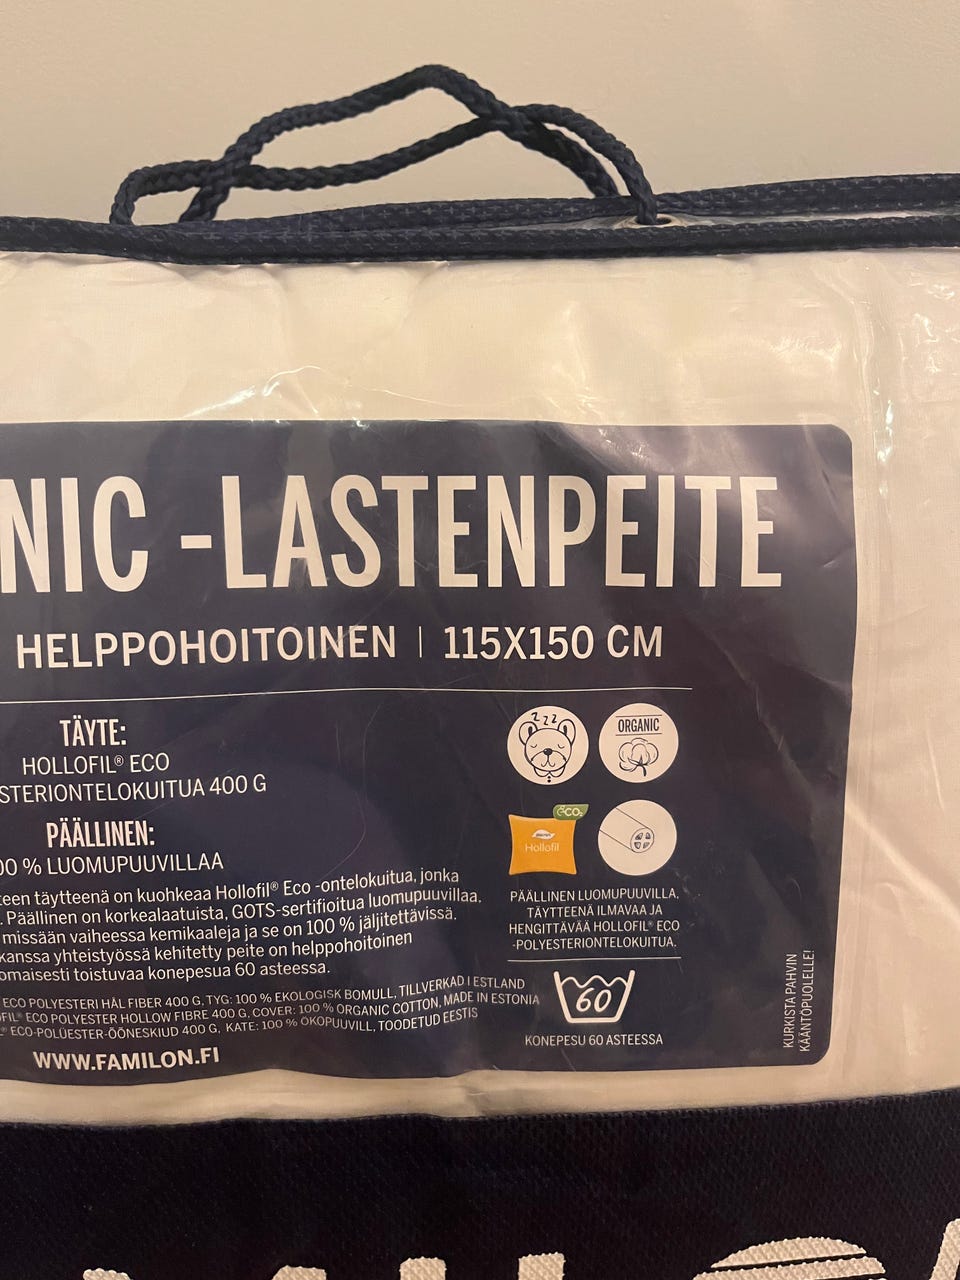 NIC -LASTENPEITE
HELPPOHOITOINEN | 115X150 CM
TÄYTE:
HOLLOFIL® ECO
STERIONTELOKUITUA 400 G
PÄÄLLINEN:
00 % LUOMUPUUVILLAA
teen täytteenä on kuohkeaa Hollofil® Eco -ontelokuitua, jonka
. Päällinen on korkealaatuista, GOTS-sertifioitua luomupuuvillaa,
missään vaiheessa kemikaaleja ja se on 100 % jäljitettävissä.
kanssa yhteistyössä kehitetty peite on helppohoitoinen
omaisesti toistuvaa konepesua 60 asteessa.
ECO POLYESTERI HÅL FIBER 400 G, TYG: 100 % EKOLOGISK BOMULL, TILLVERKAD I ESTLAND
FIL® ECO POLYESTER HOLLOW FIBRE 400 G, COVER: 100 % ORGANIC COTTON, MADE IN ESTONIA
® ECO-POLÜESTER-ÕÕNESKIUD 400 G, KATE: 100 % ÖKOPUUVILL, TOODETUD EESTIS
WWW.FAMILON.FI
ZZZ
ORGANIC
ECO₂
Hollofil
PÄÄLLINEN LUOMUPUUVILLA,
TÄYTTEENÄ ILMAVAA JA
HENGITTÄVÄÄ HOLLOFIL® ECO
-POLYESTERIONTELOKUITUA.
60
KONEPESU 60 ASTEESSA
KURKISTA PAHVIN
KÄÄNTÖPUOLELLE!